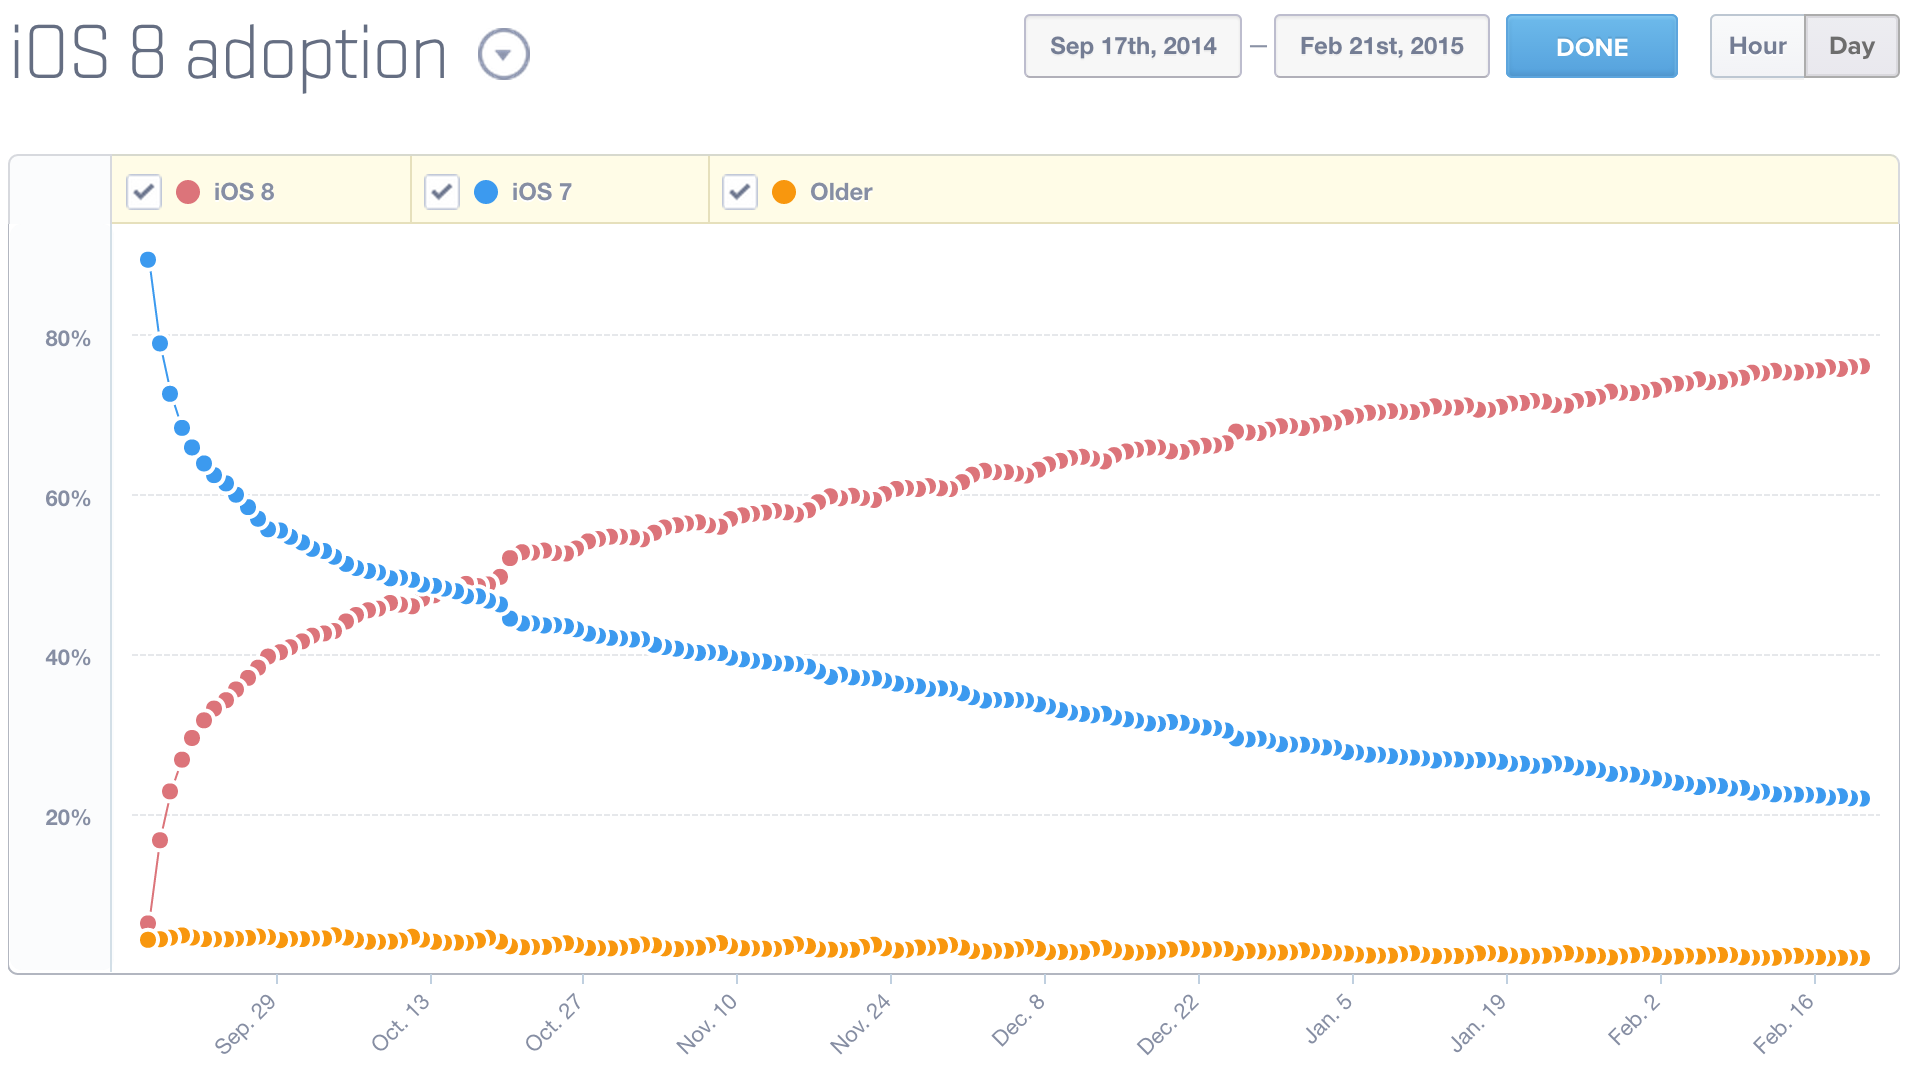 iOS 8 adoption
Sep 17th, 2014 – Feb 21st, 2015 DONE Hour Day
iOS 8 iOS 7 Older
80%
60%
40%
20%
Sep. 29 Oct. 13 Oct. 27 Nov. 10 Nov. 24 Dec. 8 Dec. 22 Jan. 5 Jan. 19 Feb. 2 Feb. 16